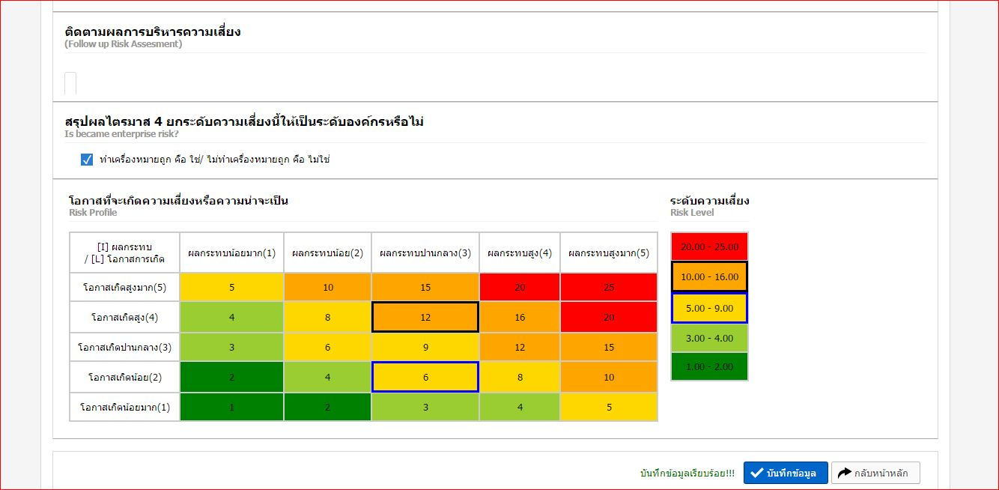 ติดตามผลการบริหารความเสี่ยง
(Follow up Risk Assesment)
สรุปผลไตรมาส 4 ยกระดับความเสี่ยงนี้ให้เป็นระดับองค์กรหรือไม่
Is became enterprise risk?
ทำเครื่องหมายถูก คือ ใช่/ ไม่ทำเครื่องหมายถูก คือ ไม่ใช่
โอกาสที่จะเกิดความเสี่ยงหรือความน่าจะเป็น
Risk Profile
[I] ผลกระทบ
/ [L] โอกาสการเกิด
ผลกระทบน้อยมาก(1)
ผลกระทบน้อย(2)
ผลกระทบปานกลาง(3)
ผลกระทบสูง(4)
ผลกระทบสูงมาก(5)
โอกาสเกิดสูงมาก(5)
5
10
15
20
25
โอกาสเกิดสูง(4)
4
8
12
16
20
โอกาสเกิดปานกลาง(3)
3
6
9
12
15
โอกาสเกิดน้อย(2)
2
4
6
8
10
โอกาสเกิดน้อยมาก(1)
1
2
3
4
5
ระดับความเสี่ยง
Risk Level
20.00 - 25.00
10.00 - 16.00
5.00 - 9.00
3.00 - 4.00
1.00 - 2.00
บันทึกข้อมูลเรียบร้อย!!!
บันทึกข้อมูล
กลับหน้าหลัก